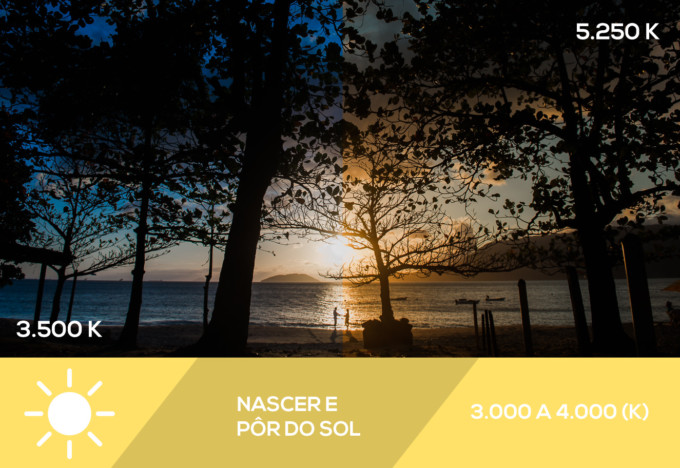 5.250 K
3.500 K
NASCER E
PÔR DO SOL
3.000 A 4.000 (K)